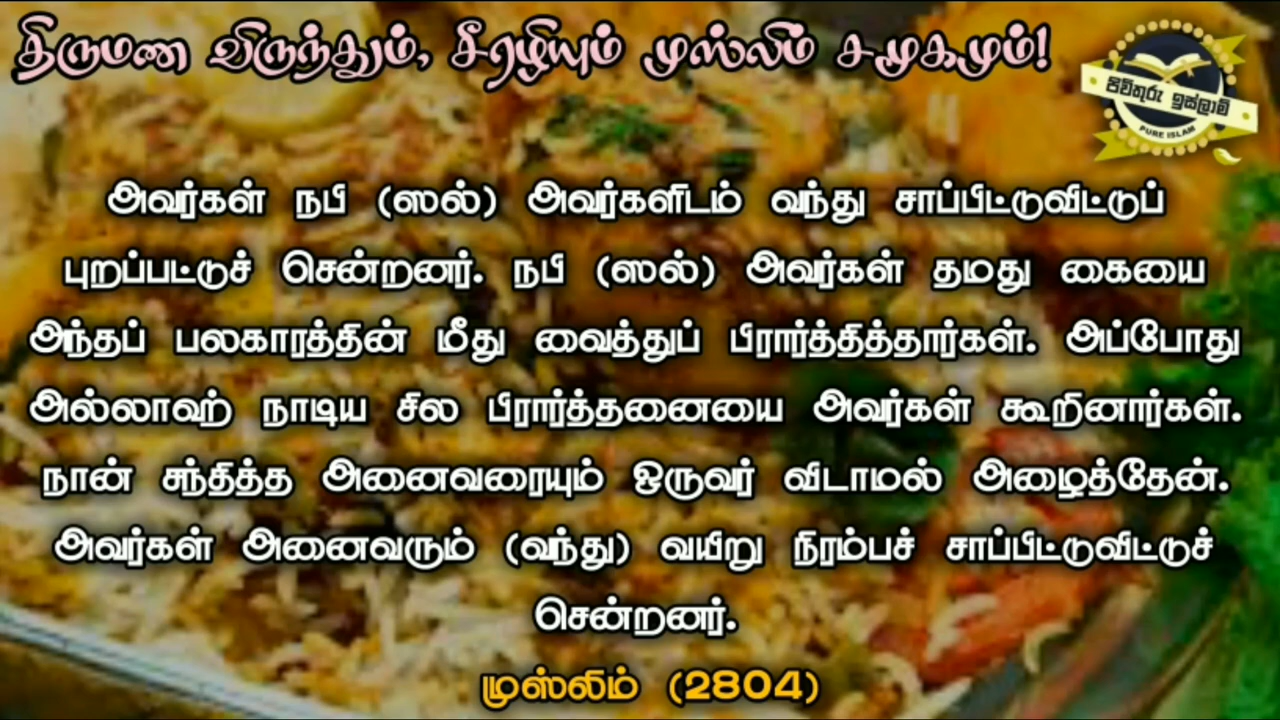 திருமண விருந்தும், சீரழியும் முஸ்லிம் சமுகமும்!
පිවිතුරු ඉස්ලාම්
PURE ISLAM
அவர்கள் நபி (ஸல்) அவர்களிடம் வந்து சாப்பிட்டுவிட்டுப்
புறப்பட்டுச் சென்றனர். நபி (ஸல்) அவர்கள் தமது கையை
அந்தப் பலகாரத்தின் மீது வைத்துப் பிரார்த்தித்தார்கள். அப்போது
அல்லாஹ் நாடிய சில பிரார்த்தனையை அவர்கள் கூறினார்கள்.
நான் சந்தித்த அனைவரையும் ஒருவர் விடாமல் அழைத்தேன்.
அவர்கள் அனைவரும் (வந்து) வயிறு நிரம்பச் சாப்பிட்டுவிட்டுச்
சென்றனர்.
முஸ்லிம் (2804)